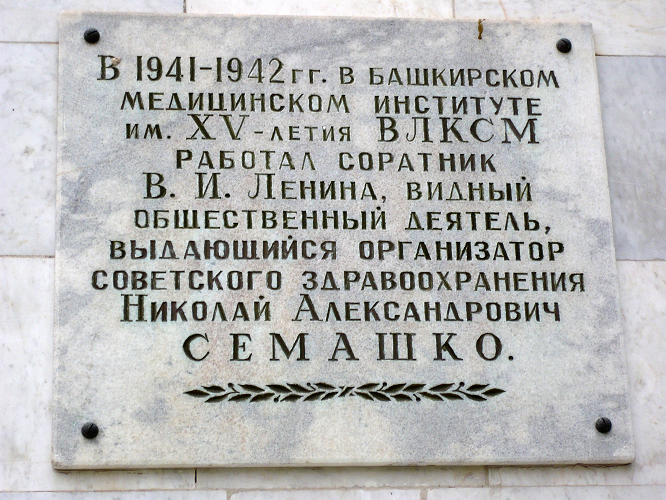 В 1941-1942 гг. В БАШКИРСКОМ
МЕДИЦИНСКОМ ИНСТИТУТЕ
ИМ. XV-ЛЕТИЯ ВЛКСМ
РАБОТАЛ СОРАТНИК
В. И. ЛЕНИНА, ВИДНЫЙ
ОБЩЕСТВЕННЫЙ ДЕЯТЕЛЬ,
ВЫДАЮЩИЙСЯ ОРГАНИЗАТОР
СОВЕТСКОГО ЗДРАВООХРАНЕНИЯ
НИКОЛАЙ АЛЕКСАНДРОВИЧ
СЕМАШКО.